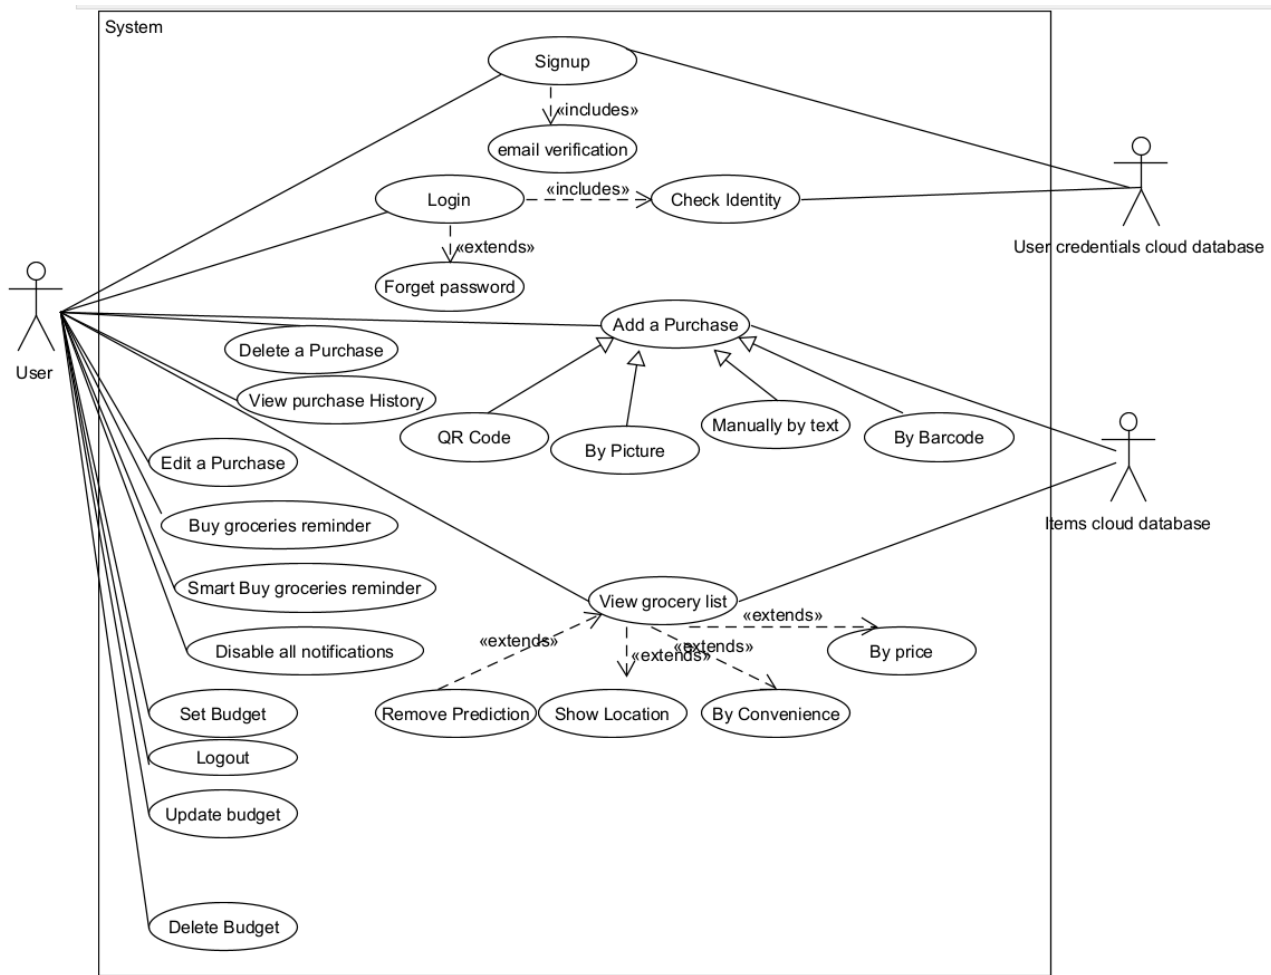 System
Signup
«includes»
email verification
Login
«includes»
Check Identity
«extends»
Forget password
User credentials cloud database
User
Add a Purchase
Delete a Purchase
View purchase History
QR Code
By Picture
Manually by text
By Barcode
Edit a Purchase
Buy groceries reminder
Items cloud database
Smart Buy groceries reminder
View grocery list
«extends»
«extends»
«extends»
«extends»
Disable all notifications
By price
Set Budget
Remove Prediction
Show Location
By Convenience
Logout
Update budget
Delete Budget